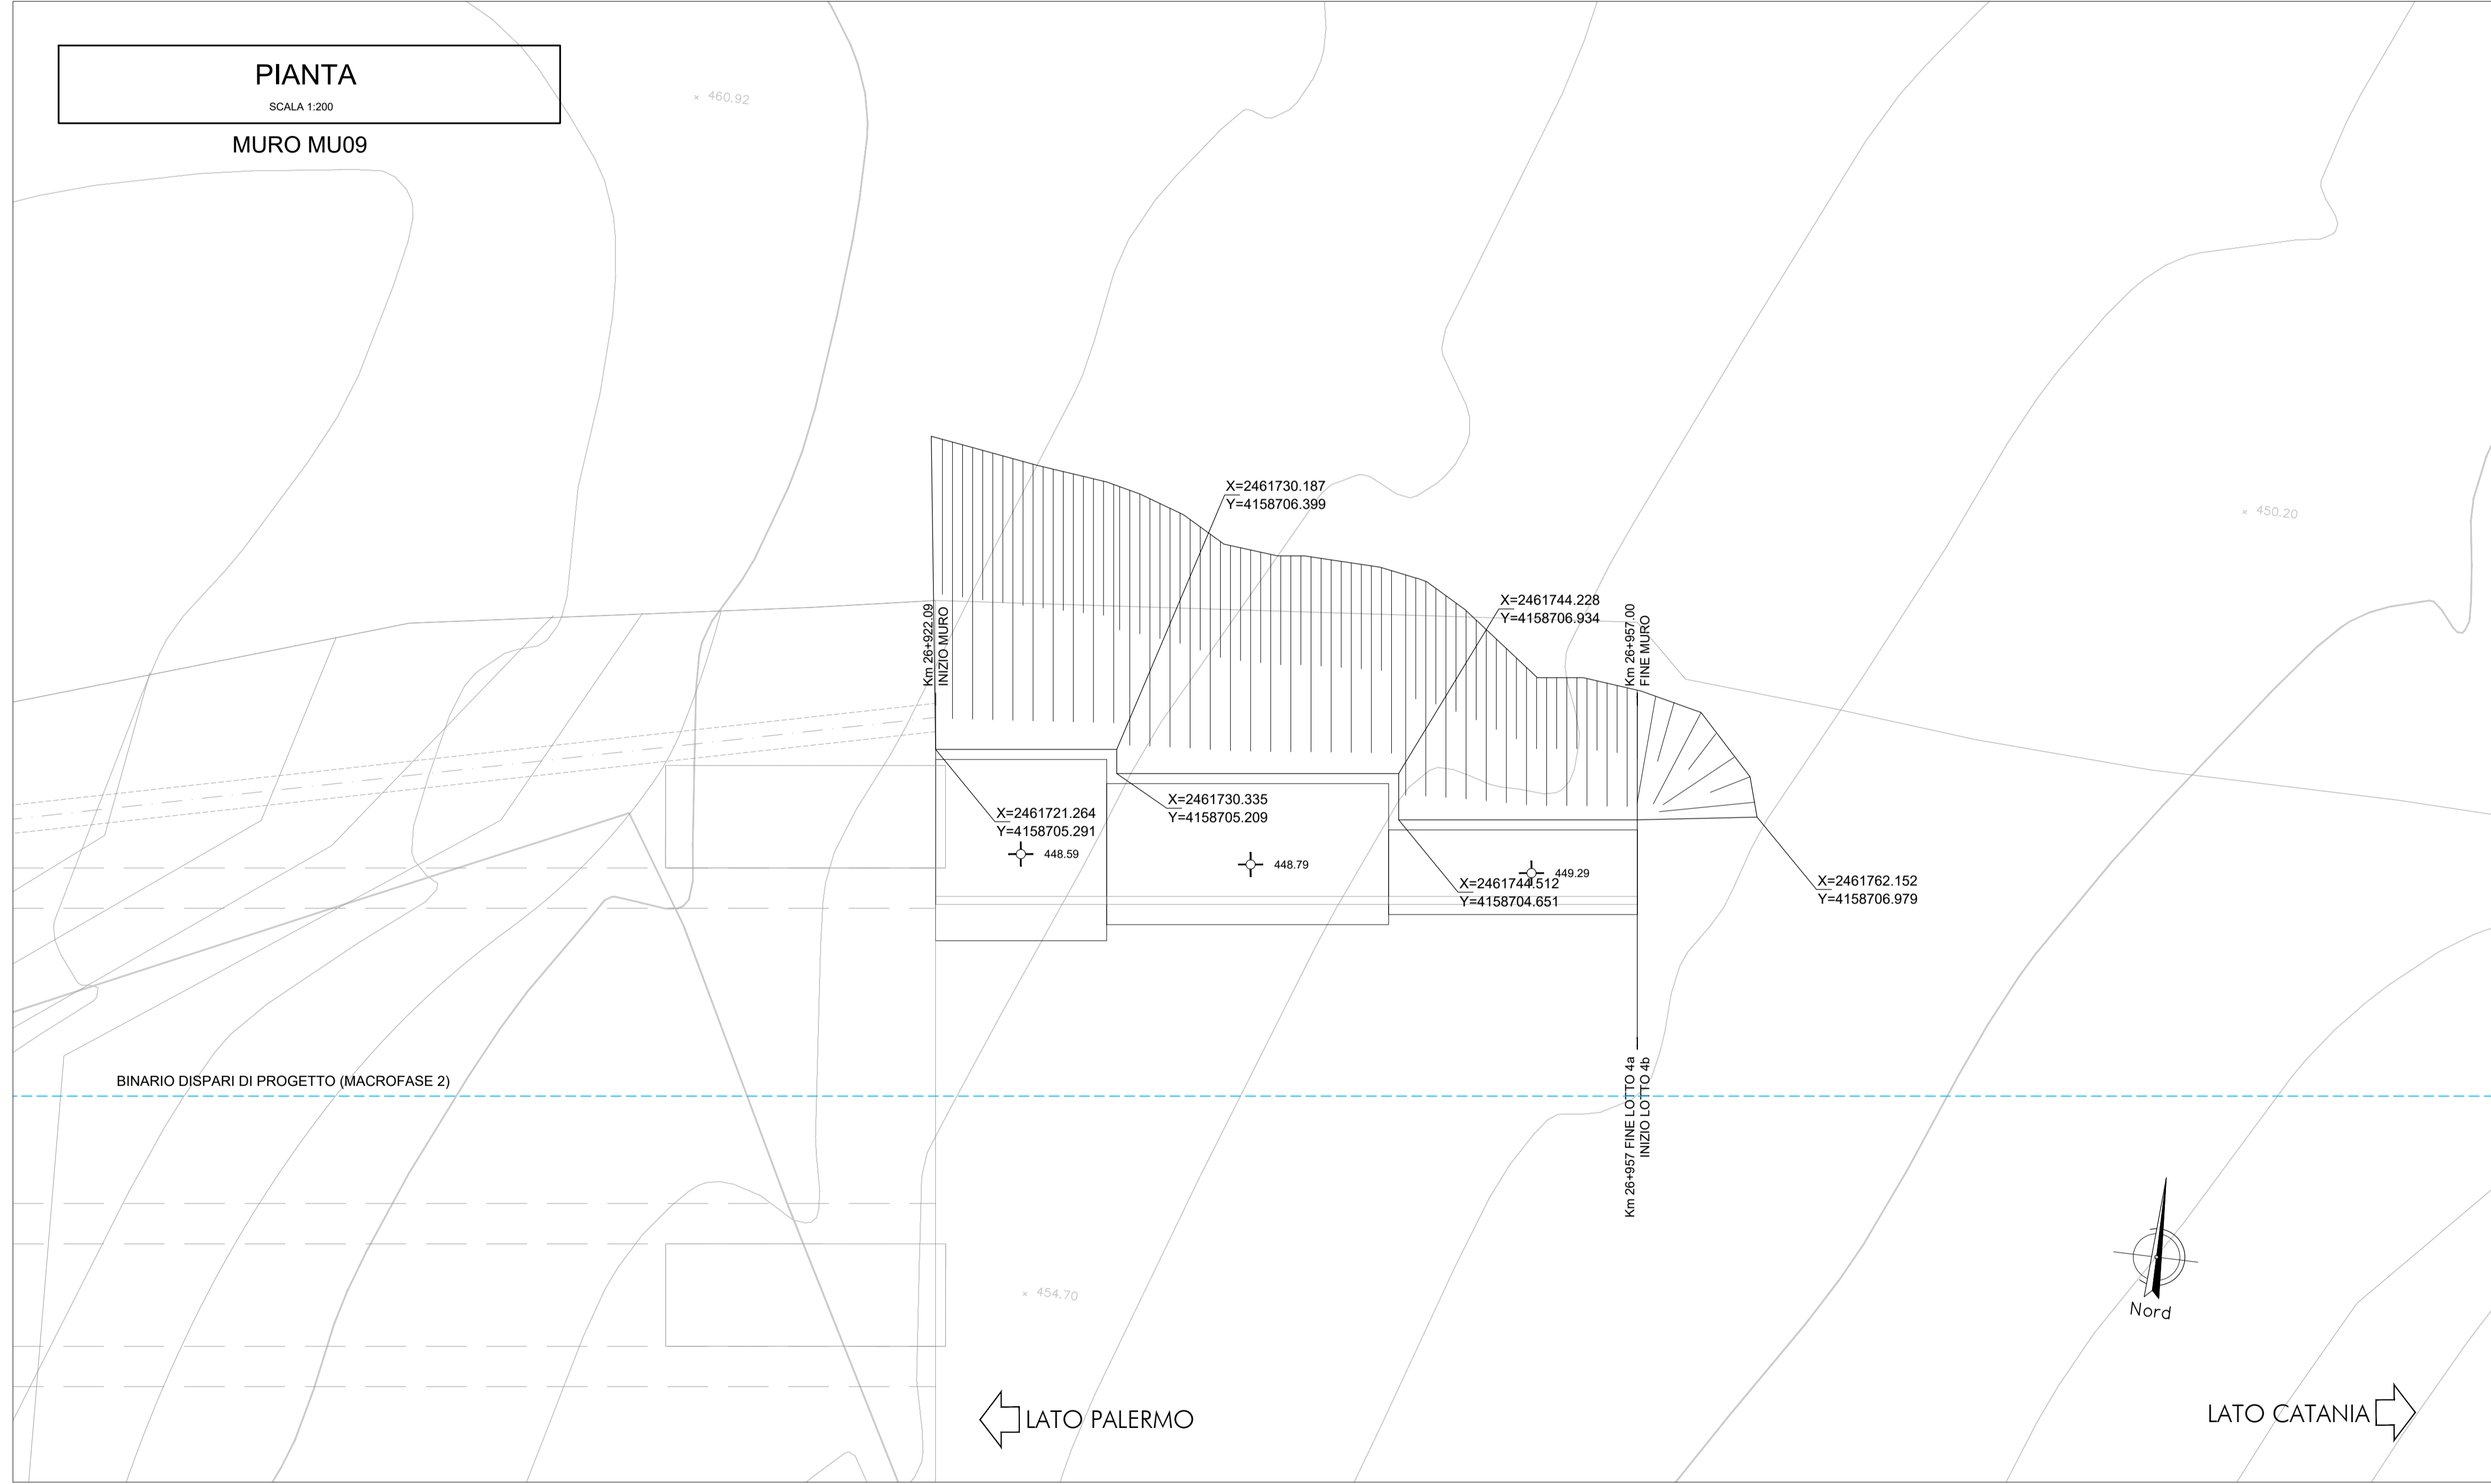 PIANTA
SCALA 1:200
MURO MU09
460.92
X=2461730.187
Y=4158706.399
450.20
X=2461744.228
Y=4158706.934
Km 26+922.09
INIZIO MURO
Km 26+957.00
FINE MURO
X=2461721.264
Y=4158705.291
X=2461730.335
Y=4158705.209
448.59
448.79
449.29
X=2461744.512
Y=4158704.651
X=2461762.152
Y=4158706.979
BINARIO DISPARI DI PROGETTO (MACROFASE 2)
Km 26+957 FINE LOTTO 4a
INIZIO LOTTO 4b
454.70
Nord
LATO PALERMO
LATO CATANIA